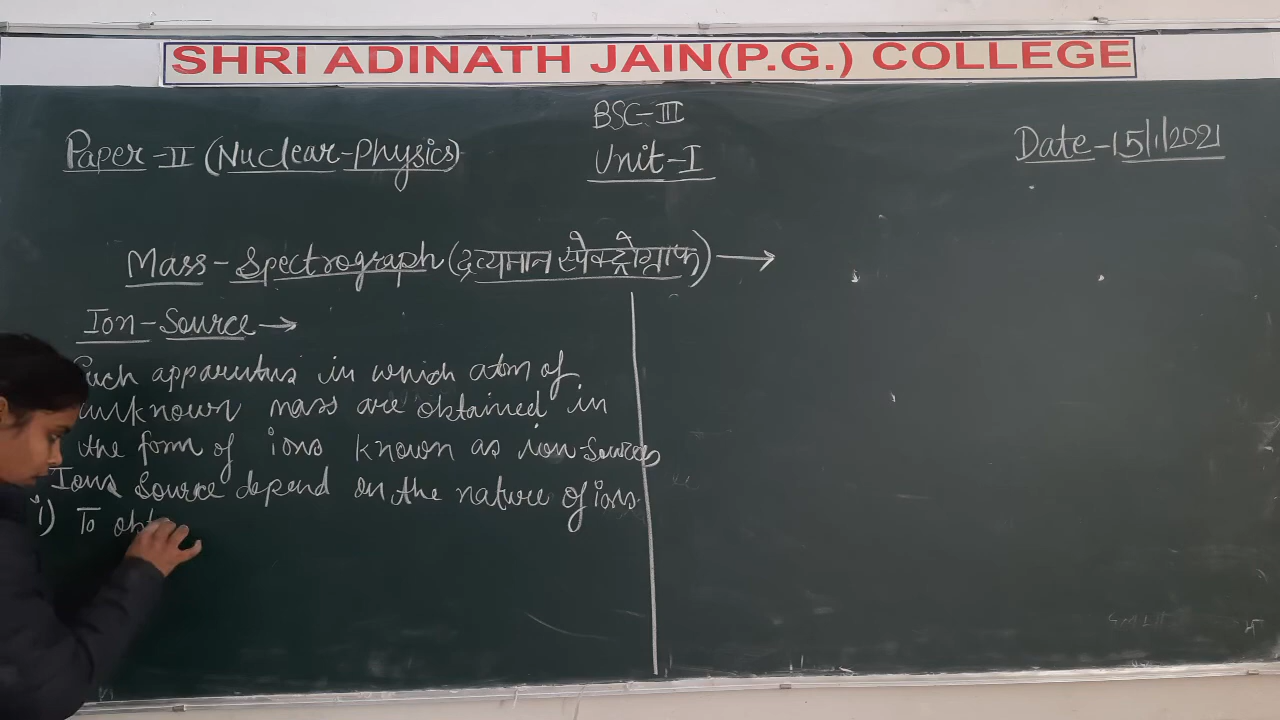 SHRI ADINATH JAIN(P.G.) COLLEGE
BSC-III
Paper-II (Nuclear-Physics)
Unit-I
Date-15/1/2021
Mass-Spectrograph (द्रव्यमान स्पेक्ट्रोग्राफ) →
Ion-Source →
Such apparatus in which atom of
unknown mass are obtained in
the form of ions known as ion-Source
Ions Source depend on the nature of ions.
i) To obt